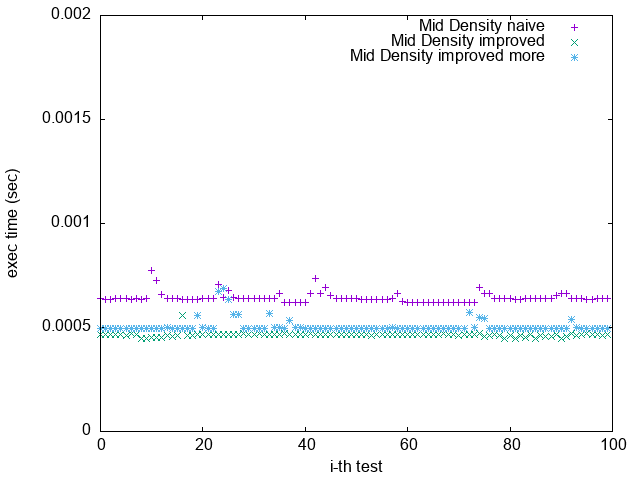 0.002
0.0015
0.001
0.0005
0
exec time (sec)
Mid Density naive
Mid Density improved
Mid Density improved more
0 20 40 60 80 100
i-th test